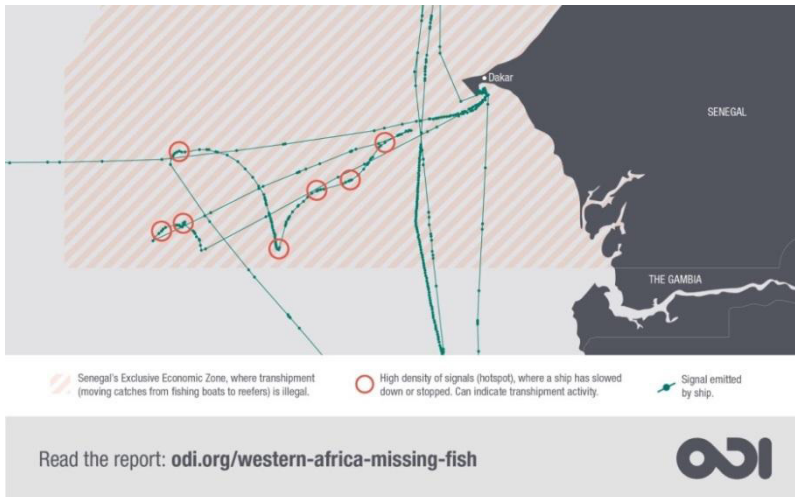 Dakar
SENEGAL
THE GAMBIA
Senegal's Exclusive Economic Zone, where transhipment
(moving catches from fishing boats to reefers) is illegal.
High density of signals (hotspot), where a ship has slowed
down or stopped. Can indicate transhipment activity.
Signal emitted
by ship.
Read the report: odi.org/western-africa-missing-fish
ODI